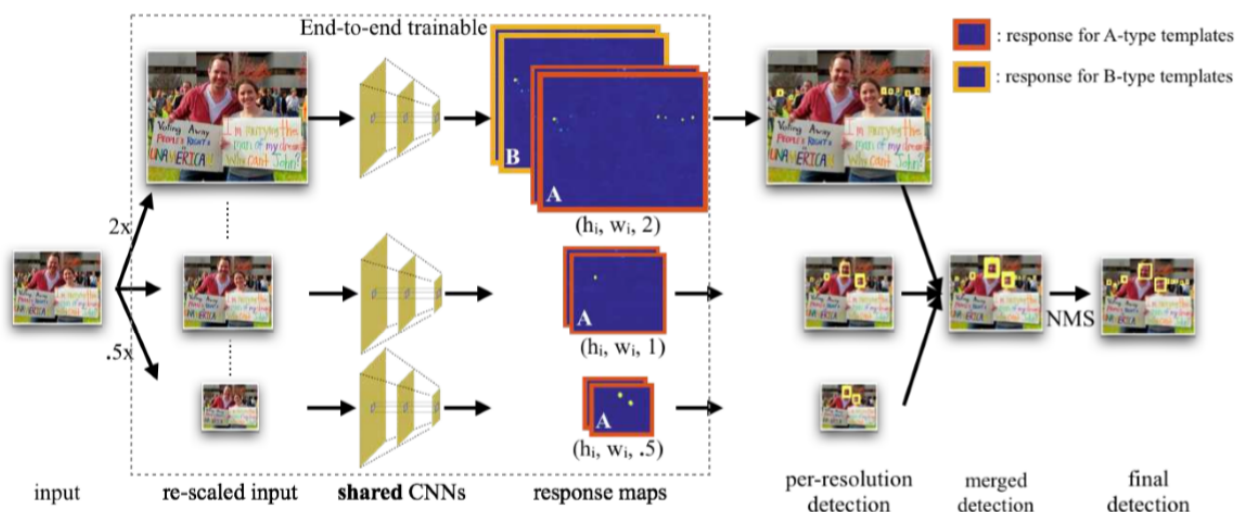 End-to-end trainable
: response for A-type templates
: response for B-type templates
Voting Away
PEOPLE'S RIGHTS
is
UNAMERICA
I'm marrying the
man of my dreams
Why Can't John?
B
A
(hi, wi, 2)
2x
A
(hi, wi, 1)
NMS
.5x
A
(hi, wi, .5)
input
re-scaled input
shared CNNs
response maps
per-resolution
detection
merged
detection
final
detection